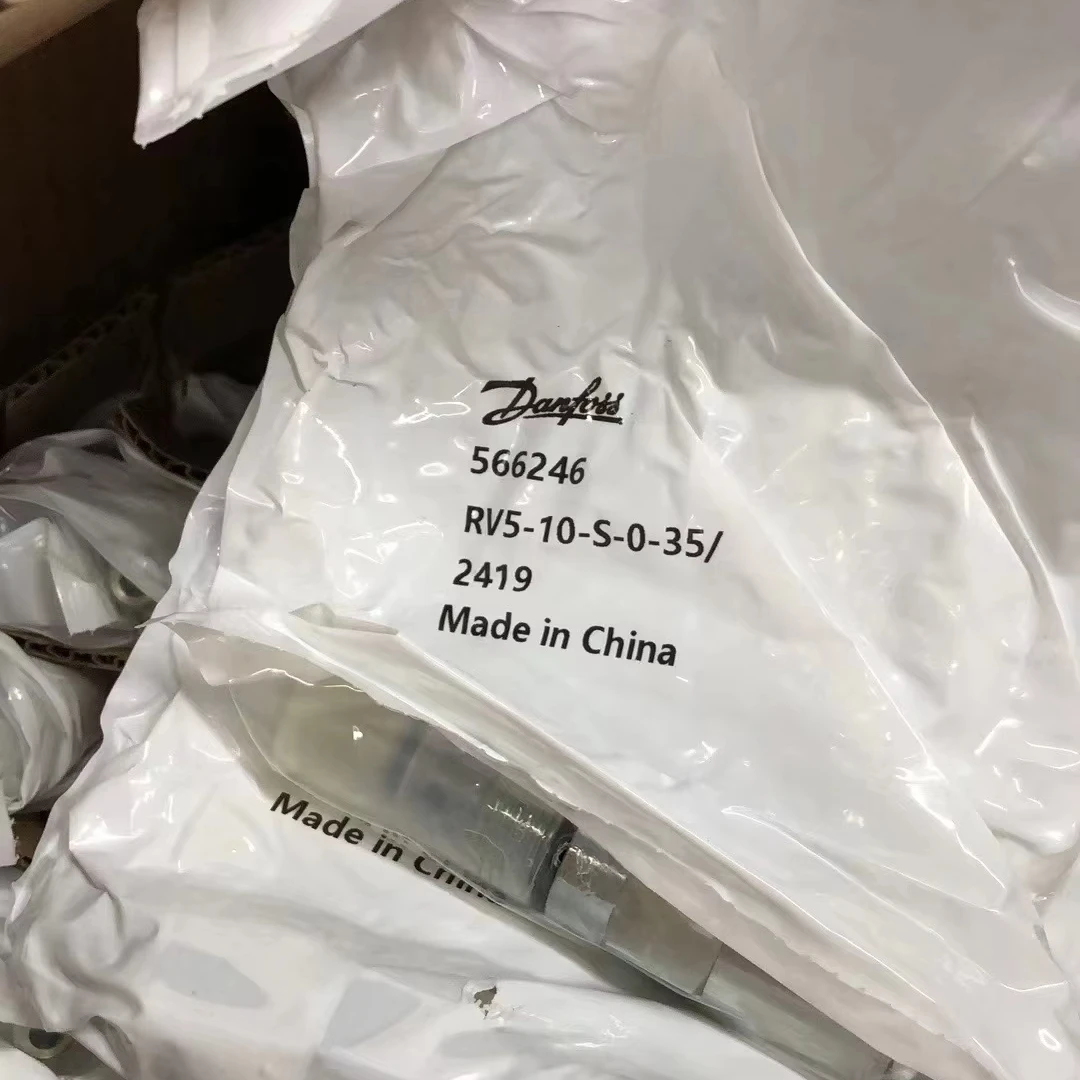 Danfoss
566246
RV5-10-S-0-35/
2419
Made in China
Made in China